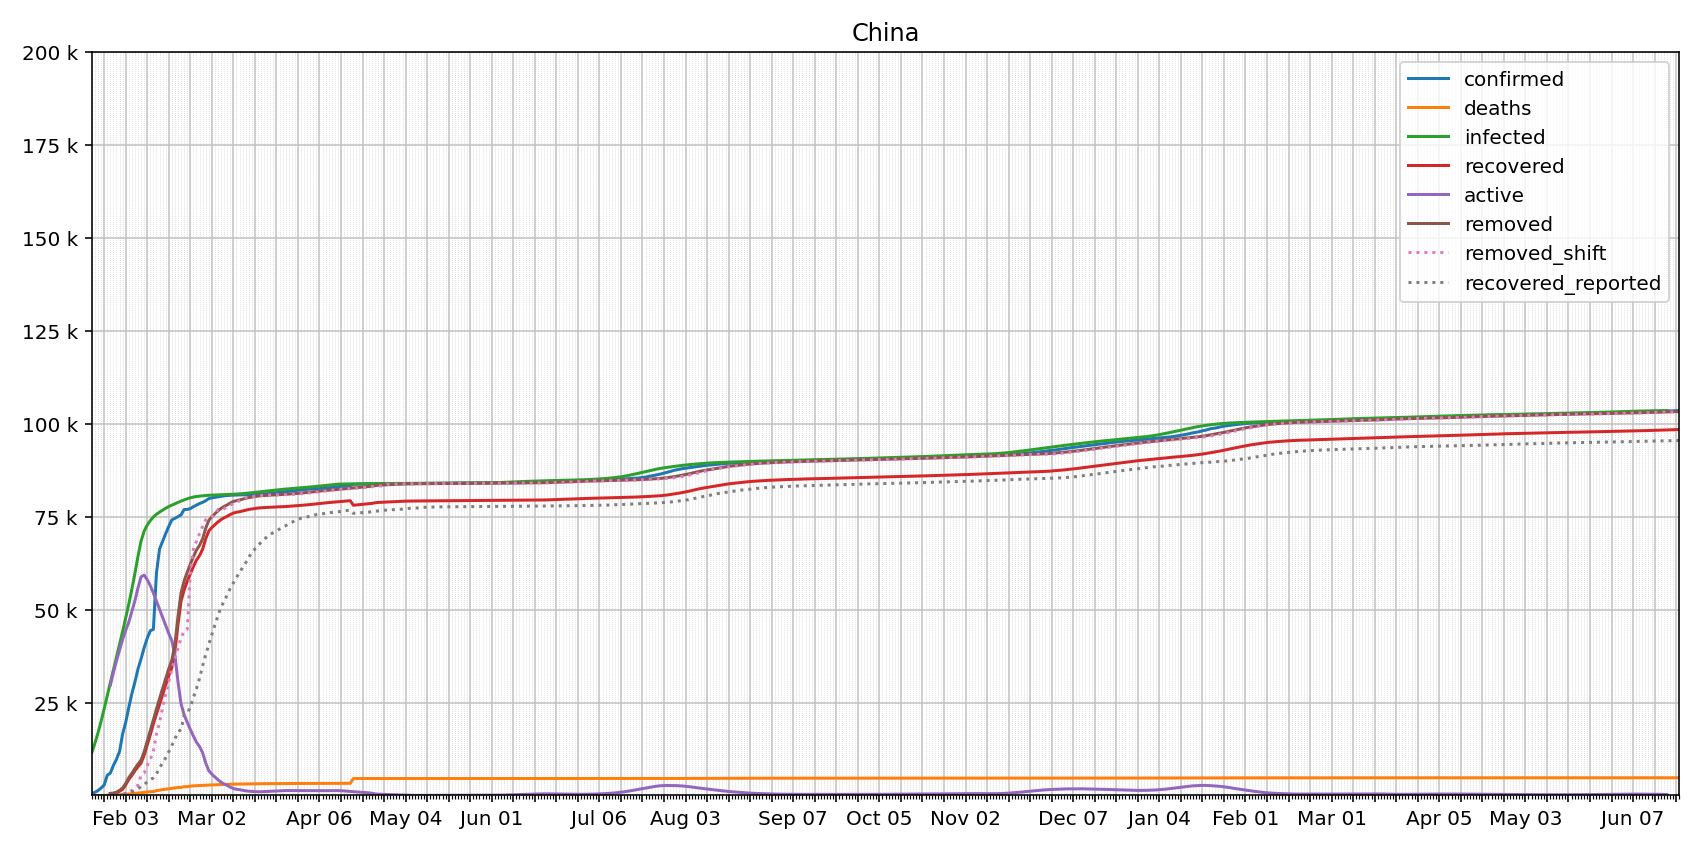 China
200 k
175 k
150 k
125 k
100 k
75 k
50 k
25 k
confirmed
deaths
infected
recovered
active
removed
removed_shift
recovered_reported
Feb 03 Mar 02 Apr 06 May 04 Jun 01 Jul 06 Aug 03 Sep 07 Oct 05 Nov 02 Dec 07 Jan 04 Feb 01 Mar 01 Apr 05 May 03 Jun 07